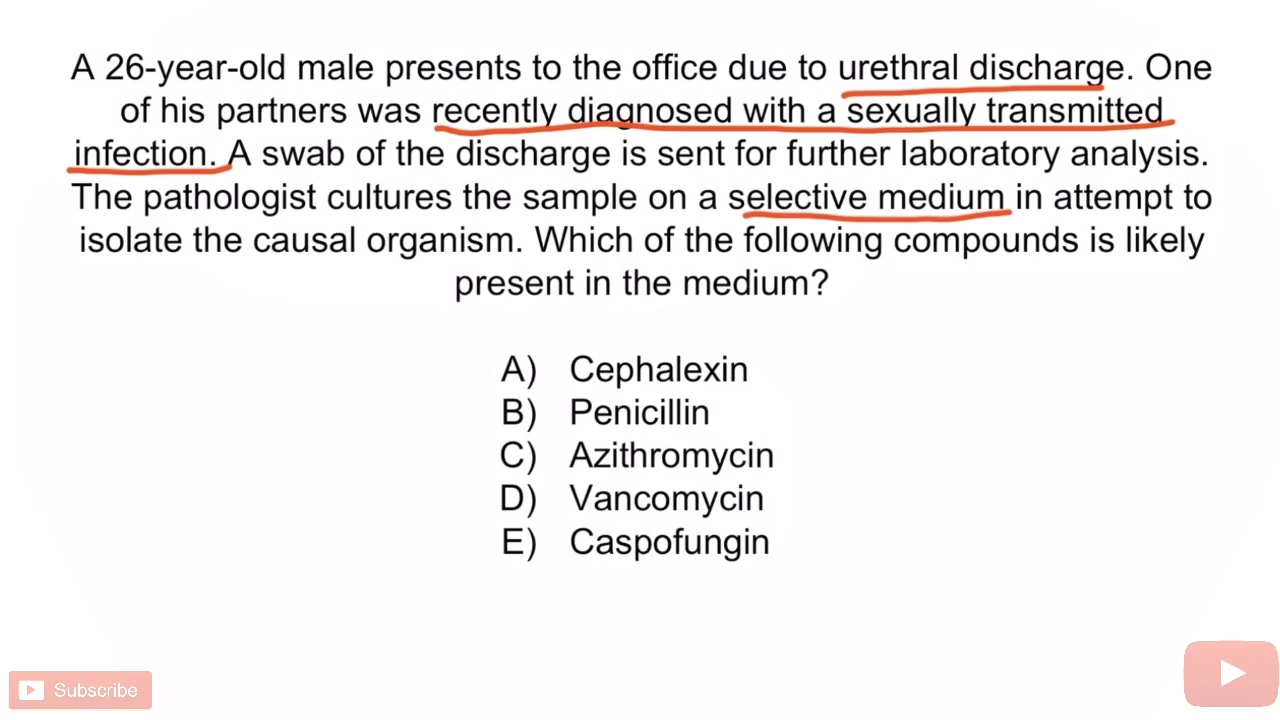 A 26-year-old male presents to the office due to urethral discharge. One
of his partners was recently diagnosed with a sexually transmitted
infection. A swab of the discharge is sent for further laboratory analysis.
The pathologist cultures the sample on a selective medium in attempt to
isolate the causal organism. Which of the following compounds is likely
present in the medium?
A) Cephalexin
B) Penicillin
C) Azithromycin
D) Vancomycin
E) Caspofungin
Subscribe